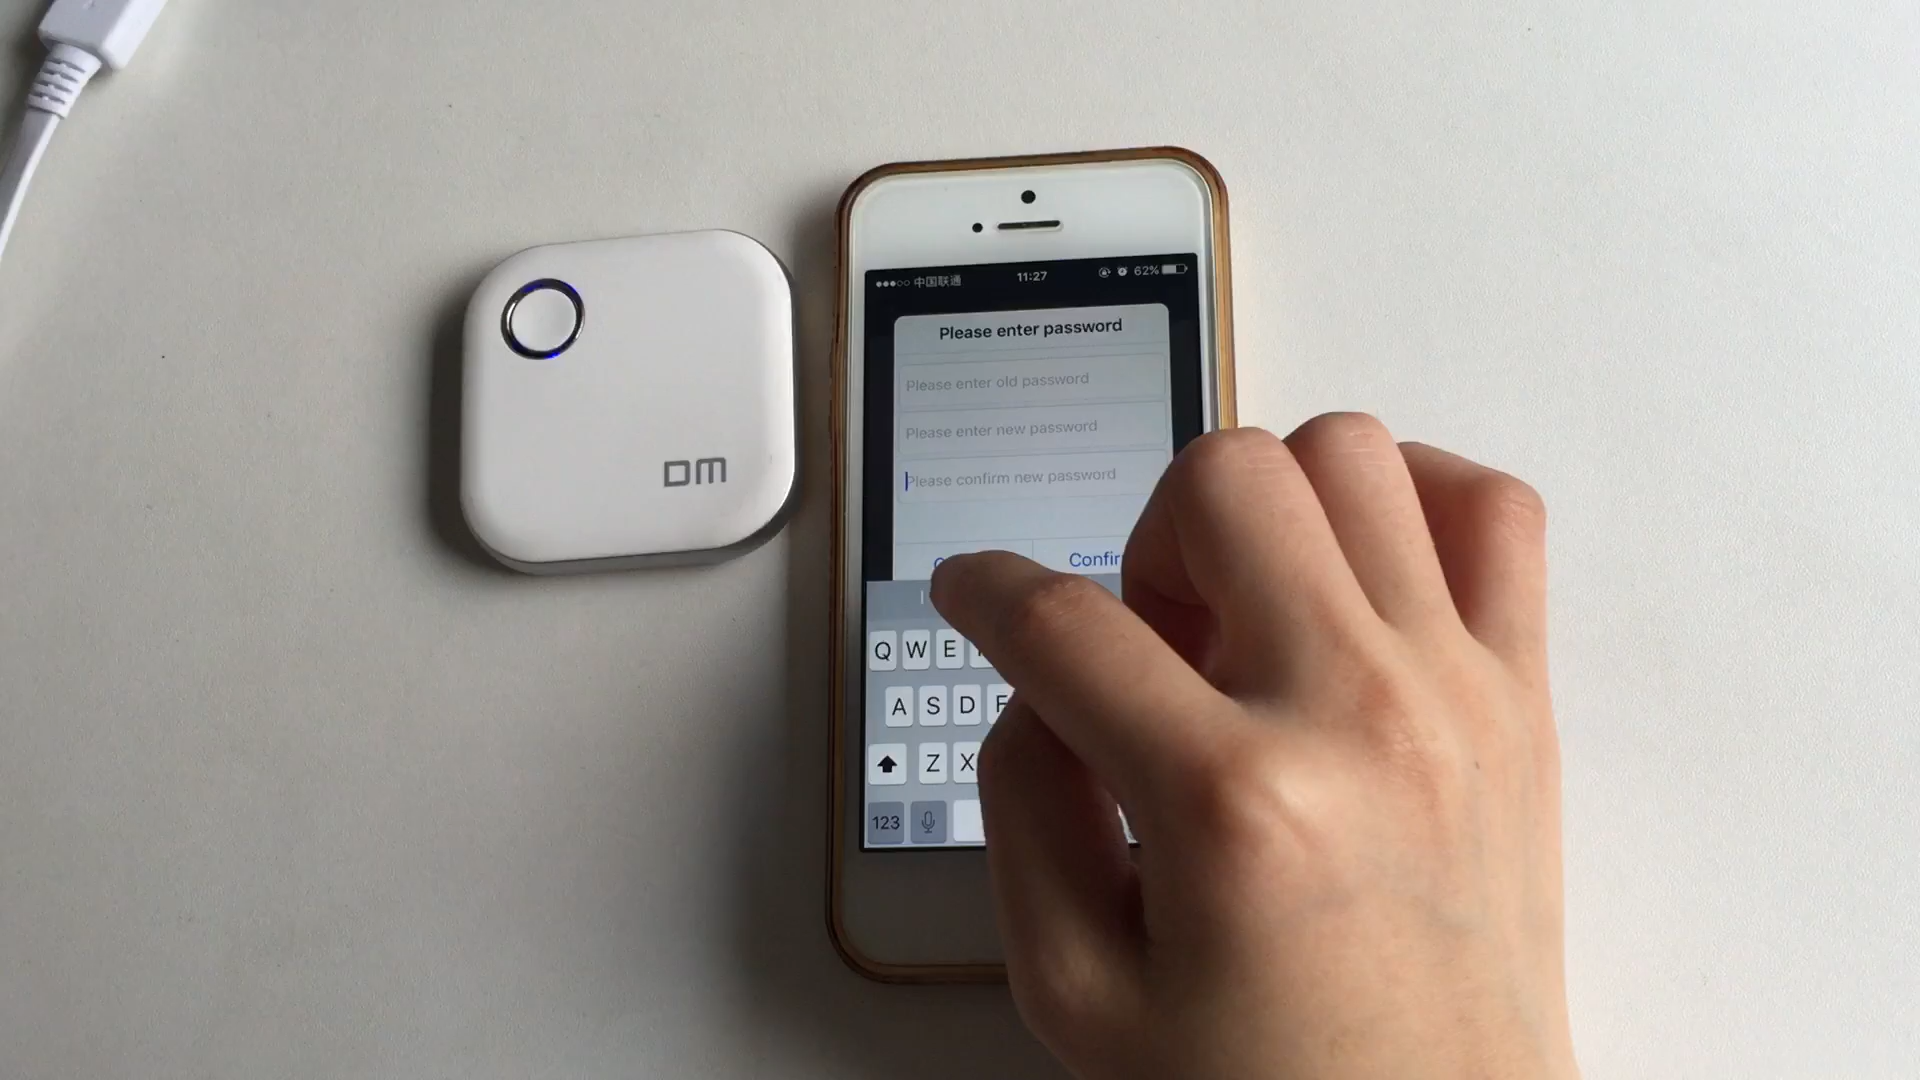 DM
中国联通 11:27 62%
Please enter password
Please enter old password
Please enter new password
Please confirm new password
Q W E
A S D F
Z X
123